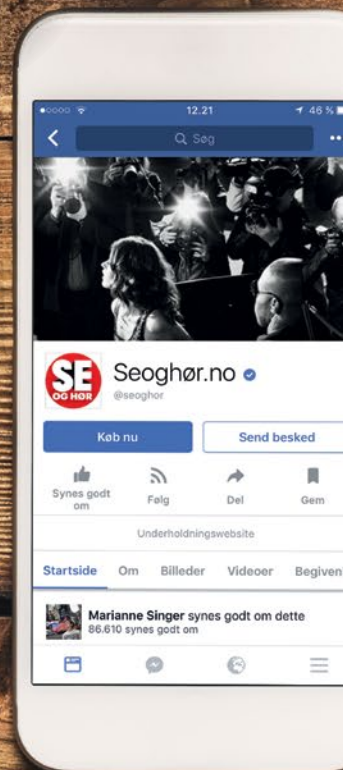 12.21
46 %
Søg
SE
OG HØR
Seoghør.no
@seoghor
Køb nu
Send besked
Synes godt
om
Følg
Del
Gem
Underholdningswebsite
Startside Om Billeder Videoer Begiven
Marianne Singer synes godt om dette
86.610 synes godt om